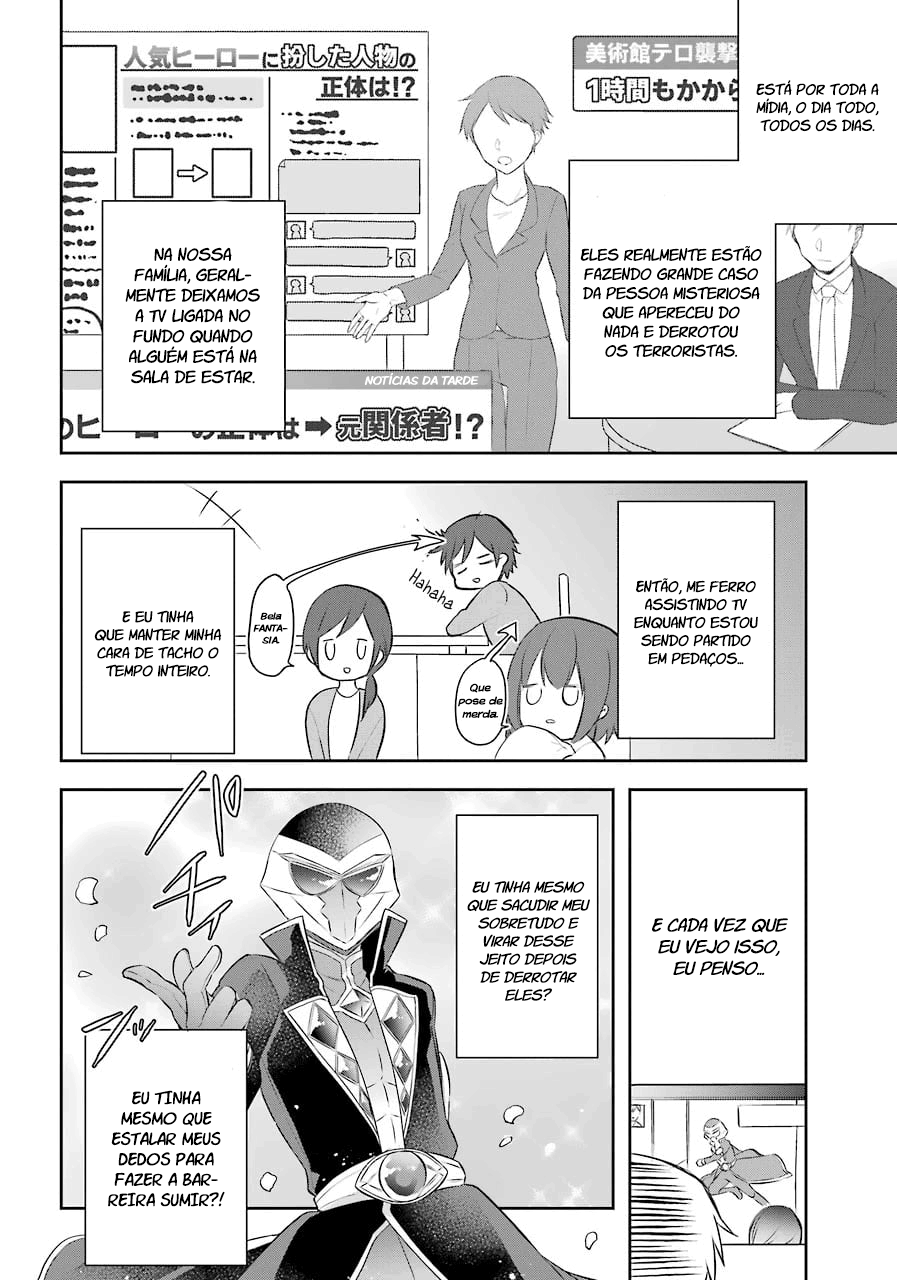 ESTÁ POR TODA A
MÍDIA, O DIA TODO,
TODOS OS DIAS.
美術館テロ襲撃
1時間もかから
人気ヒーローに扮した人物の
正体は!?
ELES REALMENTE ESTÃO
FAZENDO GRANDE CASO
DA PESSOA MISTERIOSA
QUE APERECEU DO
NADA E DERROTOU
OS TERRORISTAS.
NA NOSSA
FAMÍLIA, GERAL-
MENTE DEIXAMOS
A TV LIGADA NO
FUNDO QUANDO
ALGUÉM ESTÁ NA
SALA DE ESTAR.
NOTÍCIAS DA TARDE
の正体は➡元関係者!?
ENTÃO, ME FERRO
ASSISTINDO TV
ENQUANTO ESTOU
SENDO PARTIDO
EM PEDAÇOS...
Hahaha
Que
pose de
merda.
Bela
FANTA-
SIA.
E EU TINHA
QUE MANTER MINHA
CARA DE TACHO O
TEMPO INTEIRO.
E CADA VEZ QUE
EU VEJO ISSO,
EU PENSO...
EU TINHA MESMO
QUE SACUDIR MEU
SOBRETUDO E
VIRAR DESSE
JEITO DEPOIS
DE DERROTAR
ELES?
パチィ
EU TINHA
MESMO QUE
ESTALAR MEUS
DEDOS PARA
FAZER A BAR-
REIRA SUMIR?!